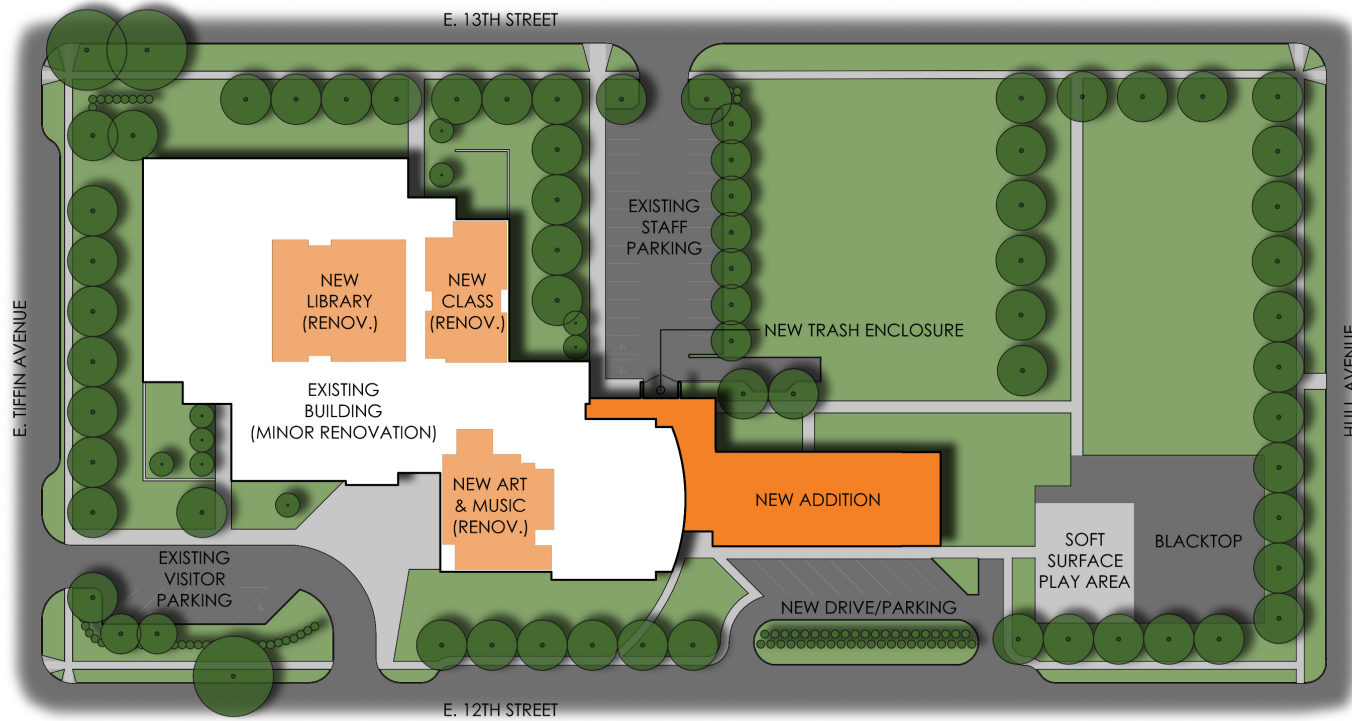 E. 13TH STREET
EXISTING
STAFF
PARKING
NEW
LIBRARY
(RENOV.)
NEW
CLASS
(RENOV.)
NEW TRASH ENCLOSURE
E. TIFFIN AVENUE
HULL AVENUE
EXISTING
BUILDING
(MINOR RENOVATION)
NEW ART
& MUSIC
(RENOV.)
NEW ADDITION
SOFT
SURFACE
PLAY AREA
BLACKTOP
EXISTING
VISITOR
PARKING
NEW DRIVE/PARKING
E. 12TH STREET